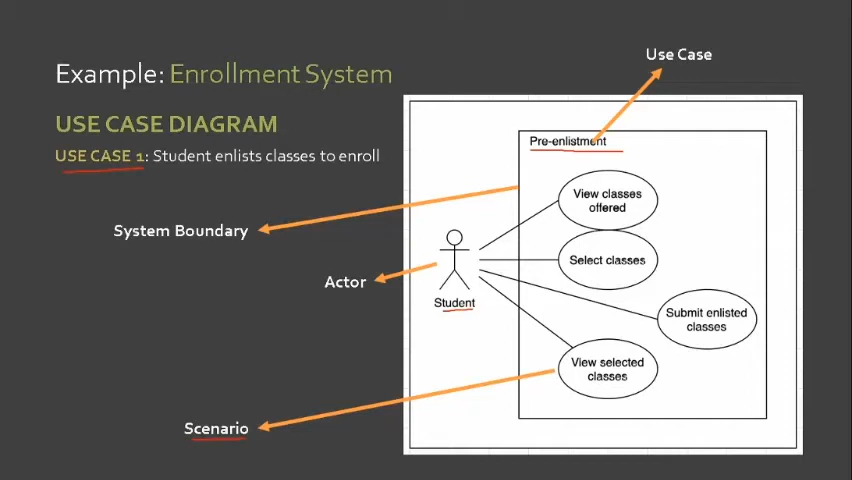 Use Case
Example: Enrollment System
USE CASE DIAGRAM
USE CASE 1: Student enlists classes to enroll
Pre-enlistment
View classes
offered
System Boundary
Select classes
Actor
Student
Submit enlisted
classes
View selected
classes
Scenario